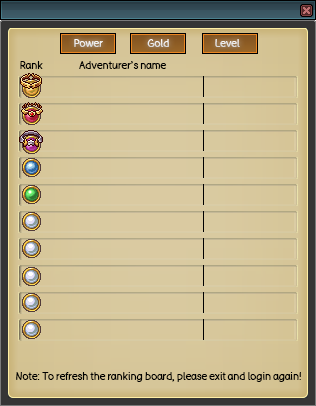 Power Gold Level
Rank Adventurer's name
Note: To refresh the ranking board, please exit and login again!